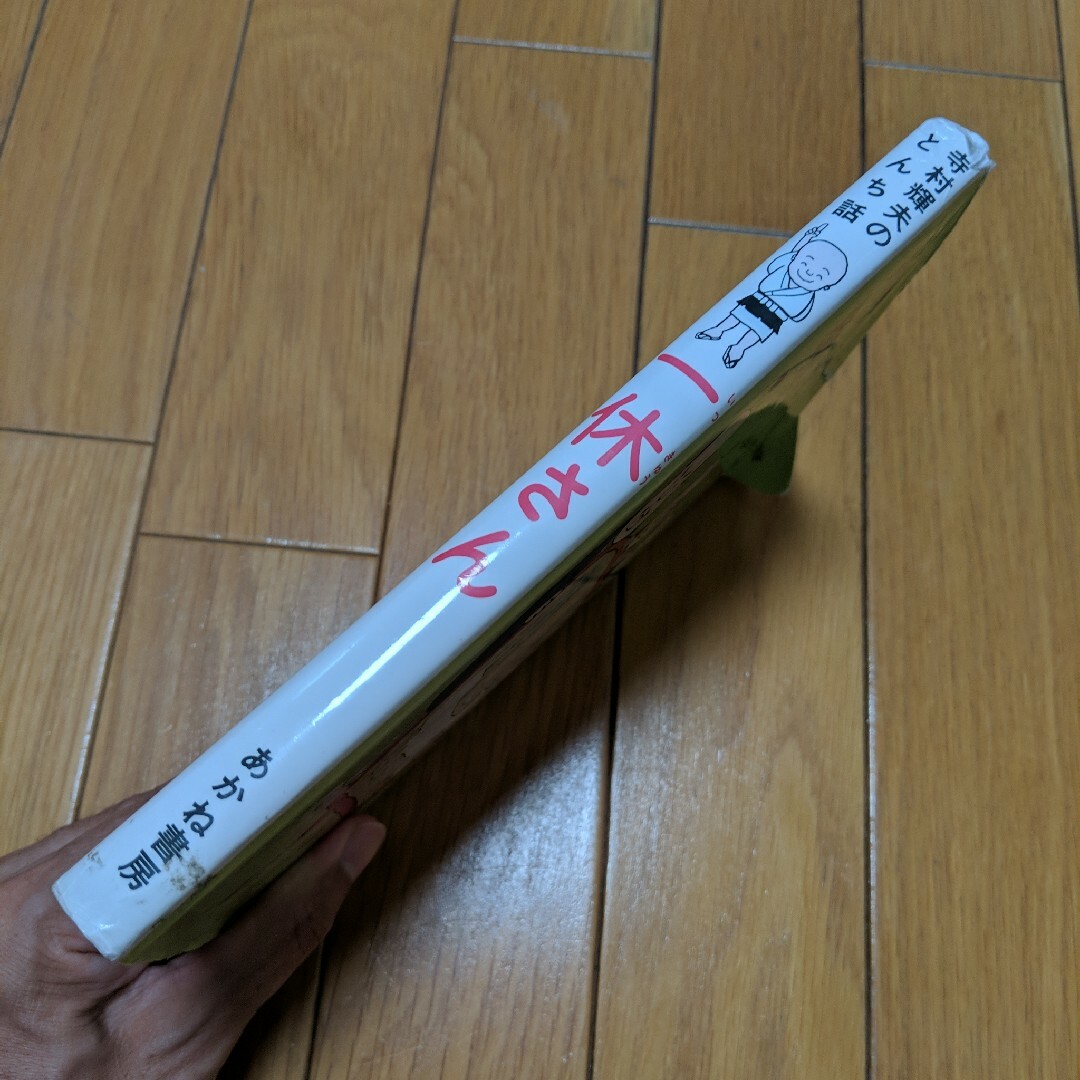 寺村輝夫の
とんち話
一休さん
あかね書房